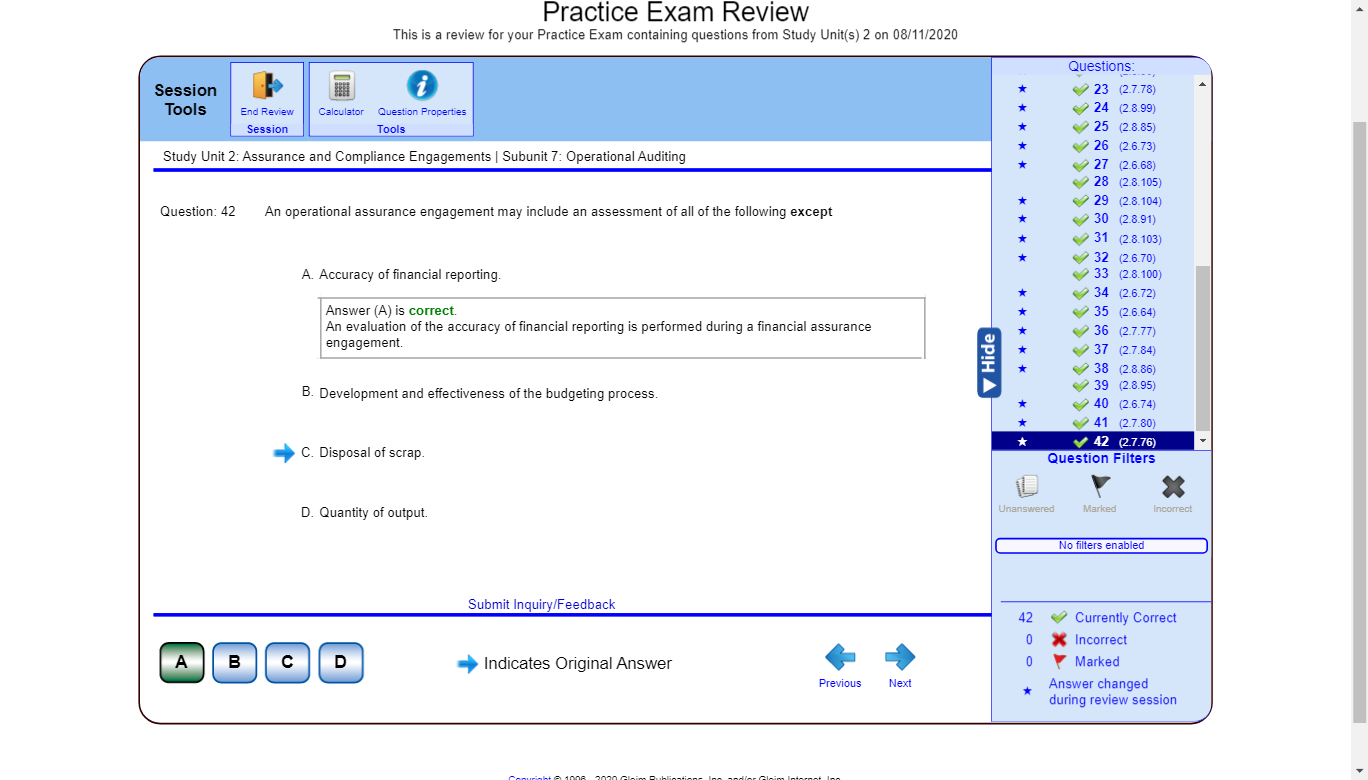 Practice Exam Review
This is a review for your Practice Exam containing questions from Study Unit(s) 2 on 08/11/2020
Session
Tools
End Review
Session
Calculator
Question Properties
Tools
Study Unit 2: Assurance and Compliance Engagements | Subunit 7: Operational Auditing
Question: 42
An operational assurance engagement may include an assessment of all of the following except
A. Accuracy of financial reporting.
Answer (A) is correct.
An evaluation of the accuracy of financial reporting is performed during a financial assurance
engagement.
B. Development and effectiveness of the budgeting process.
C. Disposal of scrap.
D. Quantity of output.
Submit Inquiry/Feedback
A
B
C
D
Indicates Original Answer
Previous
Next
Hide
Questions:
23 (2.7.78)
24 (2.8.99)
25 (2.8.85)
26 (2.6.73)
27 (2.6.68)
28 (2.8.105)
29 (2.8.104)
30 (2.8.91)
31 (2.8.103)
32 (2.6.70)
33 (2.8.100)
34 (2.6.72)
35 (2.6.64)
36 (2.7.77)
37 (2.7.84)
38 (2.8.86)
39 (2.8.95)
40 (2.6.74)
41 (2.7.80)
42 (2.7.76)
Question Filters
Unanswered
Marked
Incorrect
No filters enabled
42 Currently Correct
0 Incorrect
0 Marked
Answer changed
during review session
Copyright © 1996 - 2020 Gleim Publications, Inc. and/or Gleim Internet, Inc.